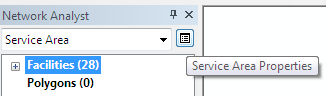 Network Analyst
Service Area
Facilities (28)
Service Area Properties
Polygons (0)